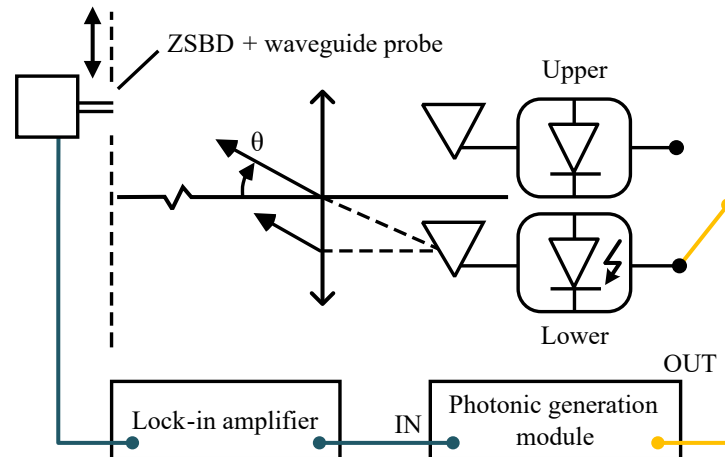 ZSBD + waveguide probe
Upper
θ
Lower
OUT
Lock-in amplifier
IN
Photonic generation
module